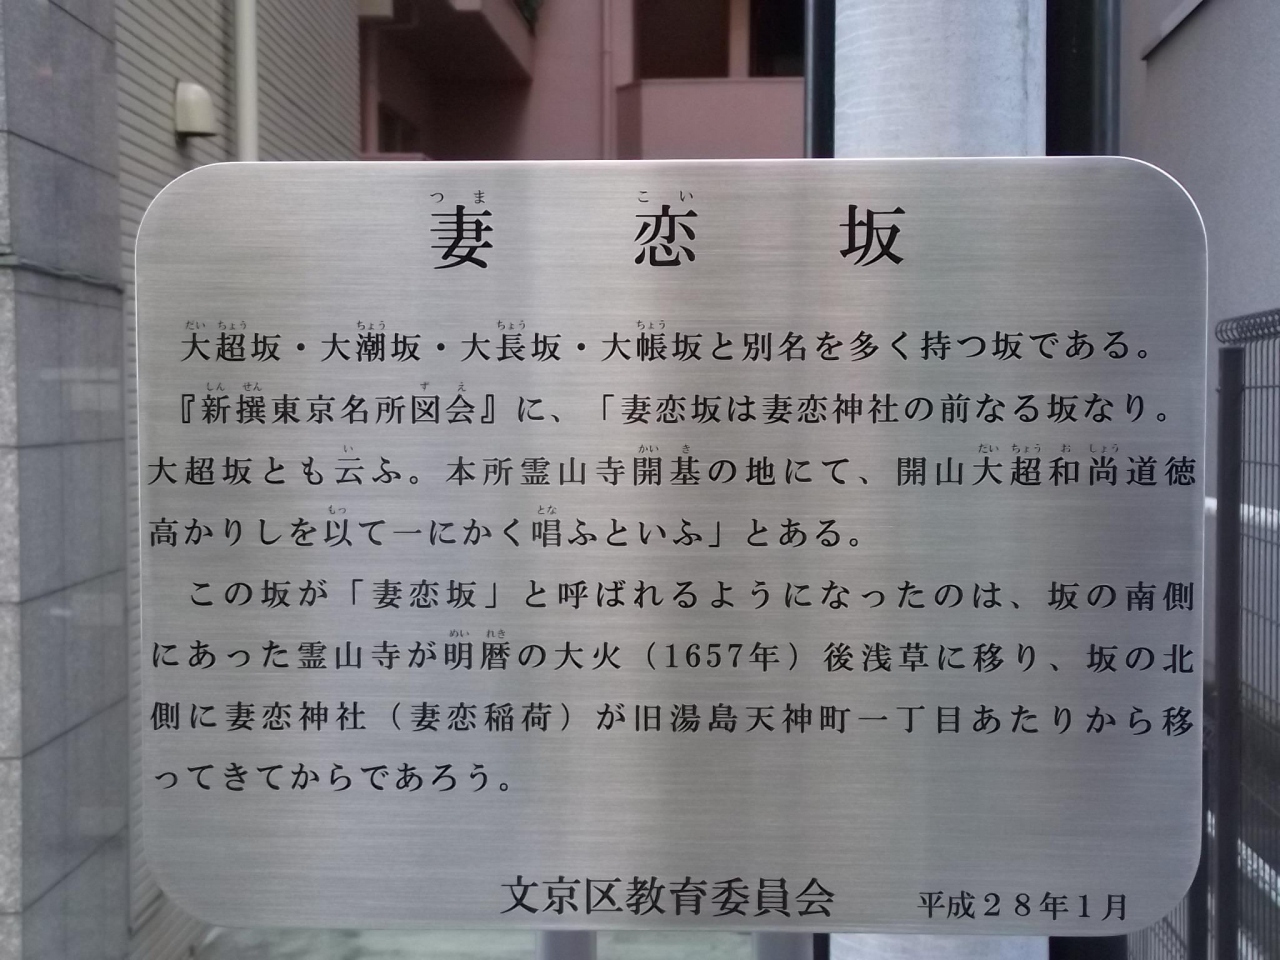 妻恋坂
大超坂・大潮坂・大長坂・大帳坂と別名を多く持つ坂である。
『新撰東京名所図会』に、「妻恋坂は妻恋神社の前なる坂なり。
大超坂とも云ふ。本所霊山寺開基の地にて、開山大超和尚道徳
高かりしを以て一にかく唱ふといふ」とある。
この坂が「妻恋坂」と呼ばれるようになったのは、坂の南側
にあった霊山寺が明暦の大火（1657年）後浅草に移り、坂の北
側に妻恋神社（妻恋稲荷）が旧湯島天神町一丁目あたりから移
ってきてからであろう。
文京区教育委員会 平成２８年１月